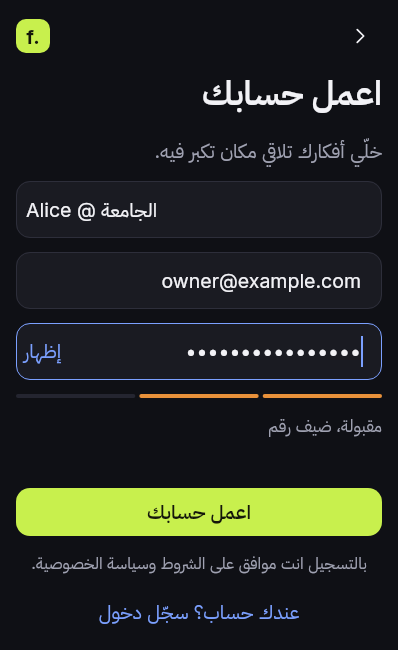 f.
اعمل حسابك
خلّي أفكارك تلاقي مكان تكبر فيه.
Alice @ الجامعة
owner@example.com
••••••••••••••••
إظهار
مقبولة، ضيف رقم
اعمل حسابك
بالتسجيل انت موافق على الشروط وسياسة الخصوصية.
عندك حساب؟ سجّل دخول